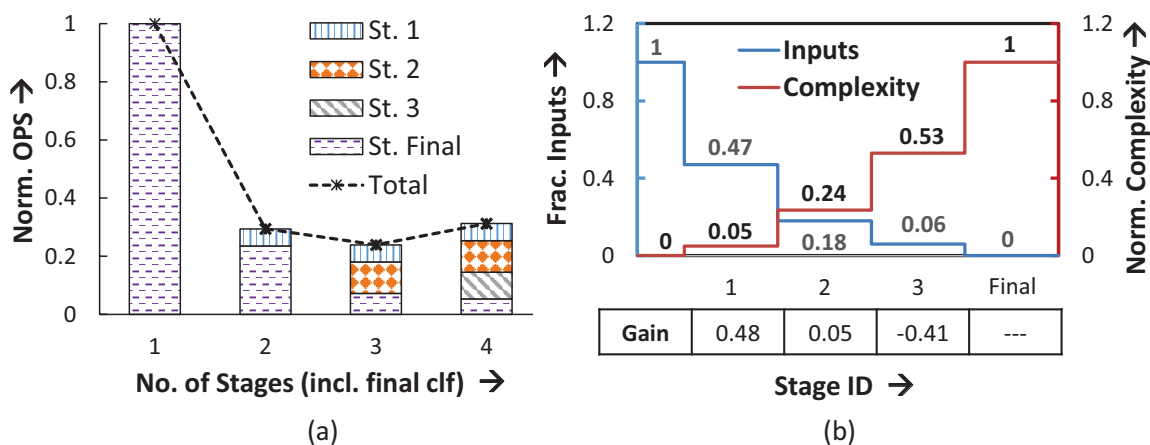 Norm. OPS →
1
0.8
0.6
0.4
0.2
0
St. 1
St. 2
St. 3
St. Final
Total
1 2 3 4
No. of Stages (incl. final clf) →
(a)
Frac. Inputs →
1.2
0.8
0.4
0
Inputs
Complexity
1
0.47
0.18
0.06
0
0
0.05
0.24
0.53
1
1.2
0.8
0.4
0
Norm. Complexity →
1 2 3 Final
Gain 0.48 0.05 -0.41 ---
Stage ID →
(b)